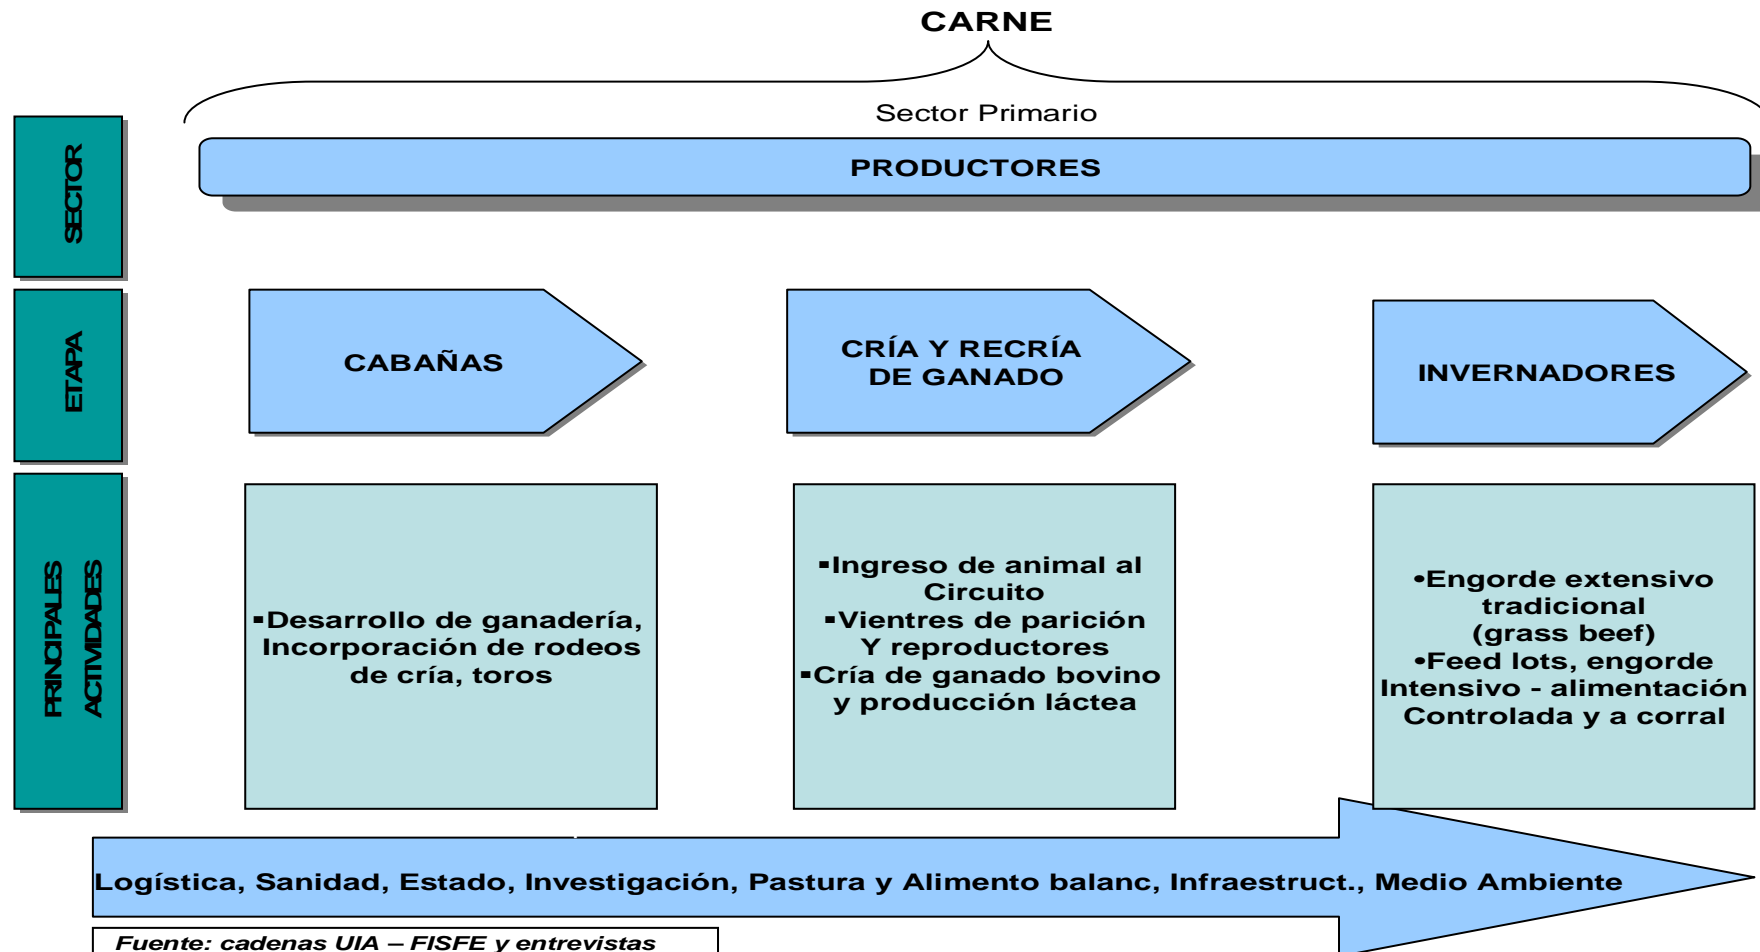 CARNE
Sector Primario
SECTOR
PRODUCTORES
ETAPA
CABAÑAS
CRÍA Y RECRÍA
DE GANADO
INVERNADORES
PRINCIPALES
ACTIVIDADES
▪Desarrollo de ganadería,
Incorporación de rodeos
de cría, toros
▪Ingreso de animal al
Circuito
▪Vientres de parición
Y reproductores
▪Cría de ganado bovino
y producción láctea
•Engorde extensivo
tradicional
(grass beef)
•Feed lots, engorde
Intensivo - alimentación
Controlada y a corral
Logística, Sanidad, Estado, Investigación, Pastura y Alimento balanc, Infraestruct., Medio Ambiente
Fuente: cadenas UIA – FISFE y entrevistas